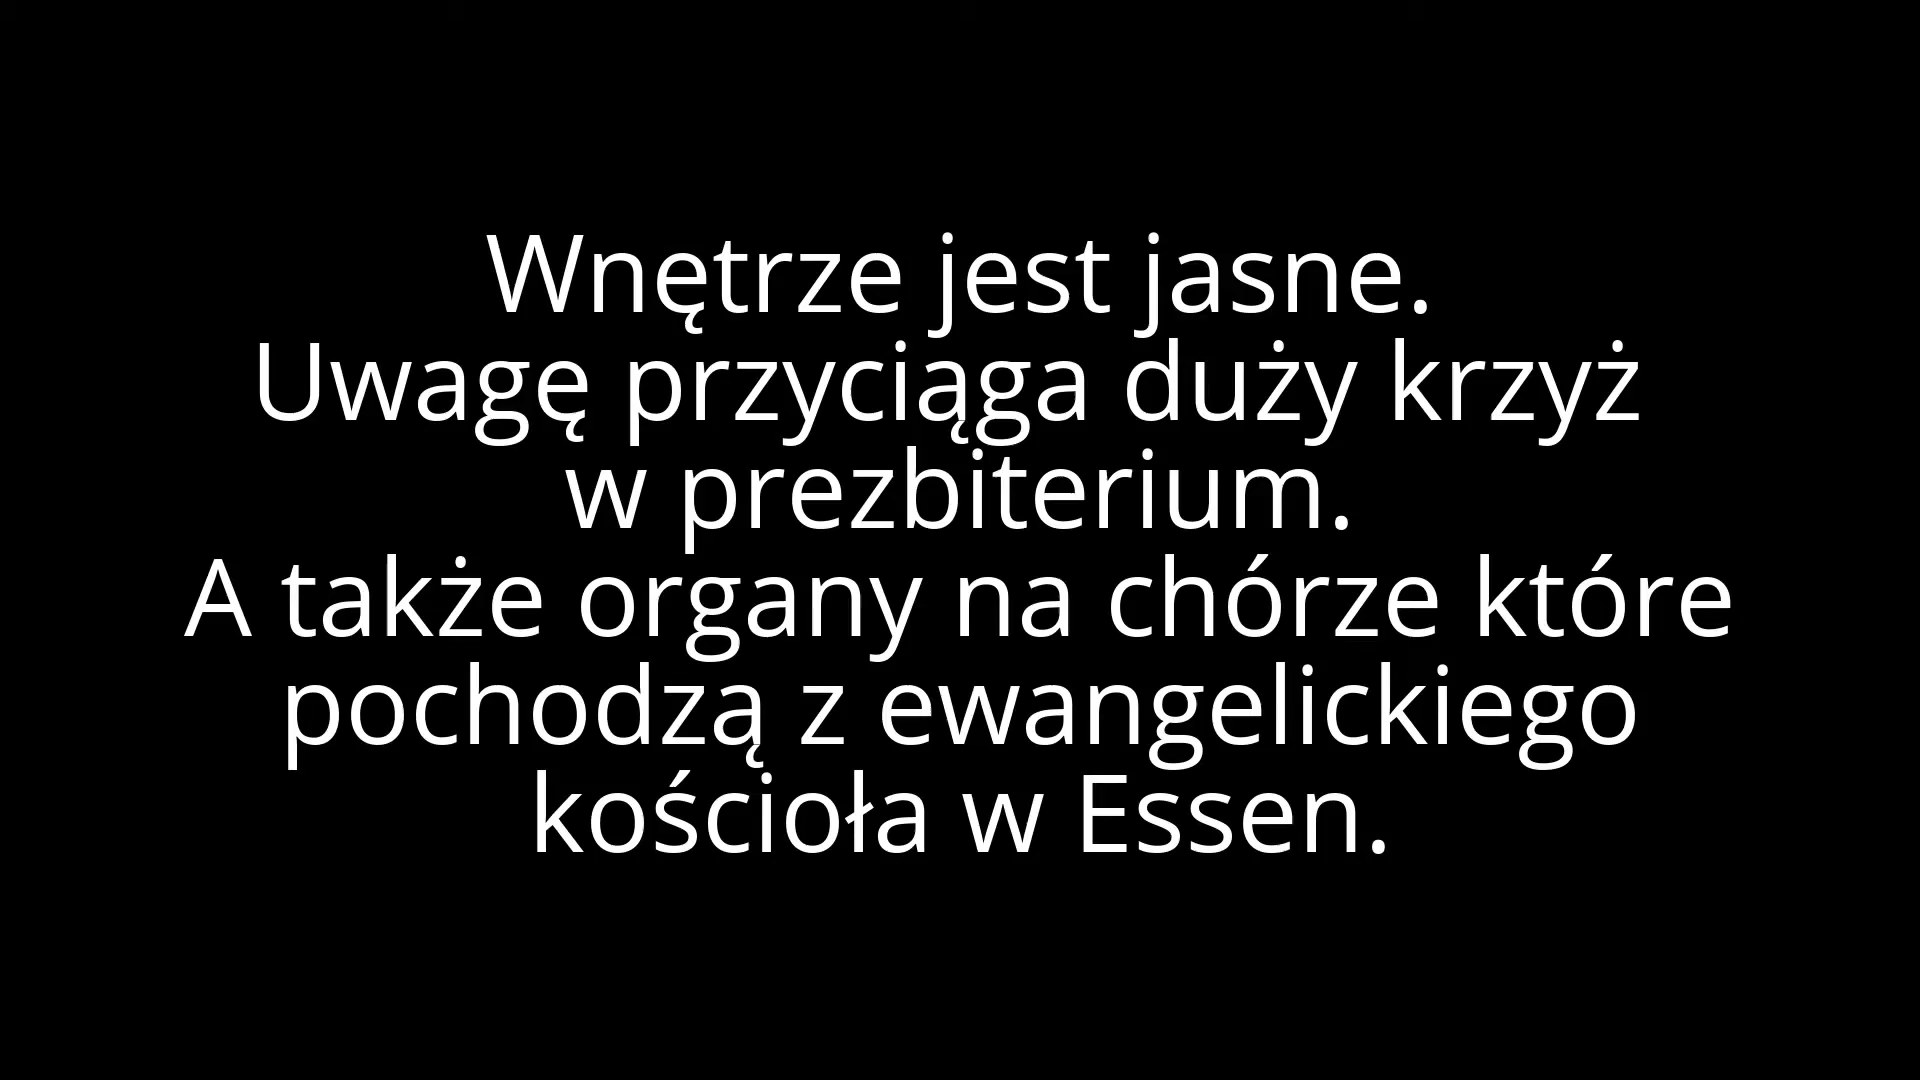 Wnętrze jest jasne.
Uwagę przyciąga duży krzyż
w prezbiterium.
A także organy na chórze które
pochodzą z ewangelickiego
kościoła w Essen.